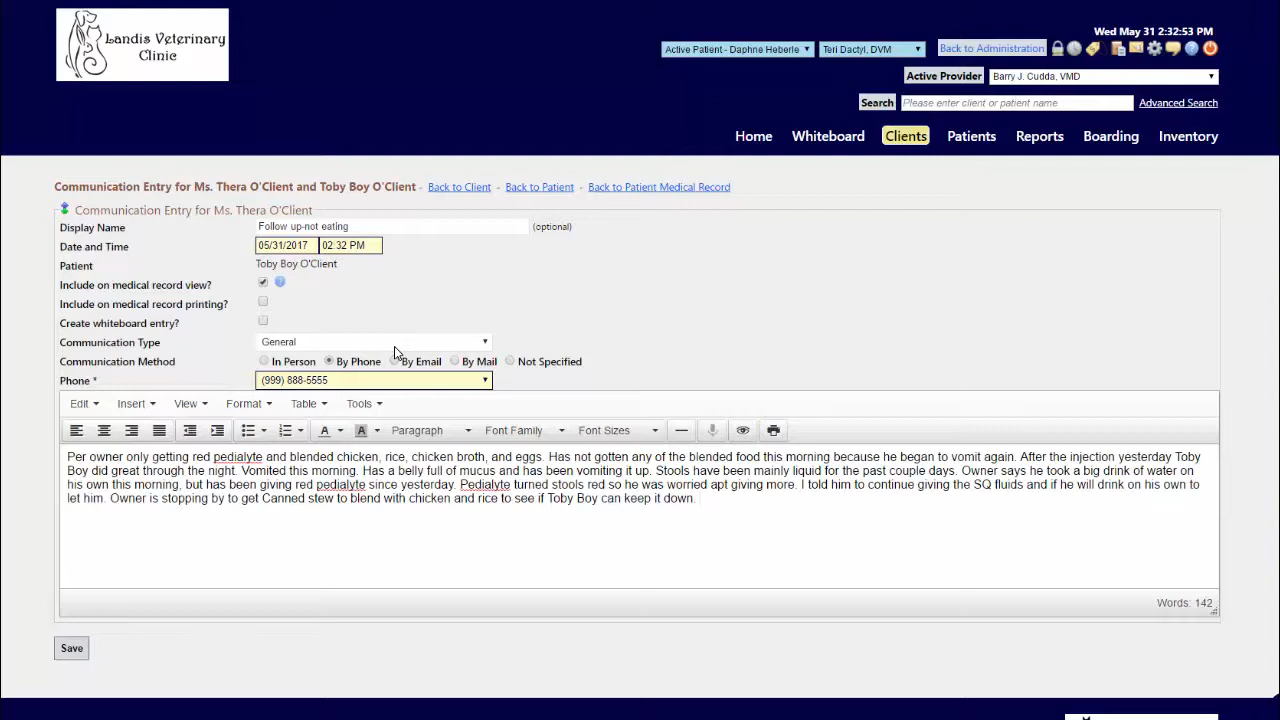 Landis Veterinary
Clinic
Wed May 31 2:32:53 PM
Active Patient - Daphne Heberle
Teri Dactyl, DVM
Back to Administration
Active Provider
Barry J. Cudda, VMD
Search
Please enter client or patient name
Advanced Search
Home Whiteboard Clients Patients Reports Boarding Inventory
Communication Entry for Ms. Thera O'Client and Toby Boy O'Client - Back to Client - Back to Patient - Back to Patient Medical Record
Communication Entry for Ms. Thera O'Client
Display Name Follow up-not eating (optional)
Date and Time 05/31/2017 02:32 PM
Patient Toby Boy O'Client
Include on medical record view?
Include on medical record printing?
Create whiteboard entry?
Communication Type General
Communication Method In Person By Phone By Email By Mail Not Specified
Phone * (999) 888-5555
Edit Insert View Format Table Tools
A A Paragraph Font Family Font Sizes
Per owner only getting red pedialyte and blended chicken, rice, chicken broth, and eggs. Has not gotten any of the blended food this morning because he began to vomit again. After the injection yesterday Toby
Boy did great through the night. Vomited this morning. Has a belly full of mucus and has been vomiting it up. Stools have been mainly liquid for the past couple days. Owner says he took a big drink of water on
his own this morning, but has been giving red pedialyte since yesterday. Pedialyte turned stools red so he was worried apt giving more. I told him to continue giving the SQ fluids and if he will drink on his own to
let him. Owner is stopping by to get Canned stew to blend with chicken and rice to see if Toby Boy can keep it down.
Words: 142
Save